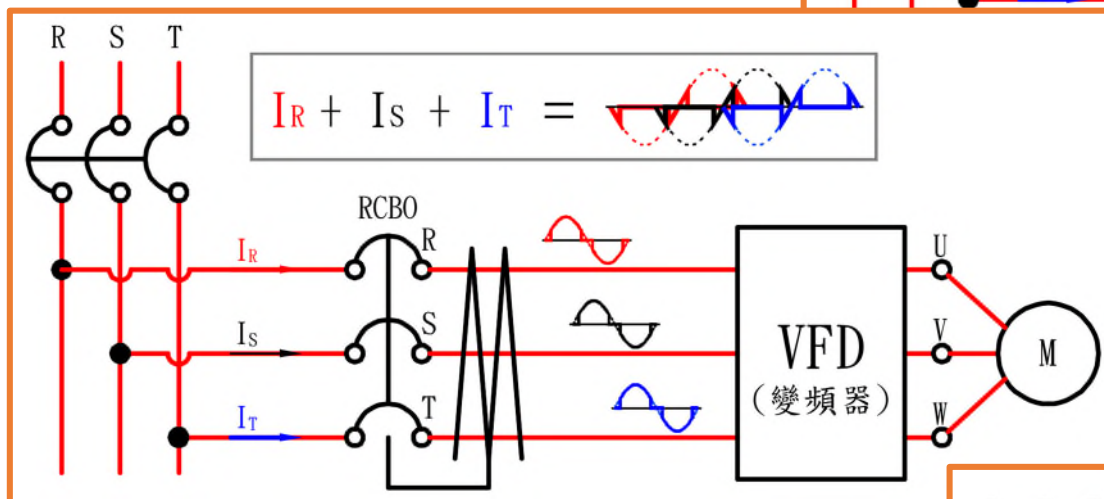 R S T
IR + IS + IT =
RCBO
R
IR
S
IS
T
IT
VFD
(變頻器)
U
V
W
M